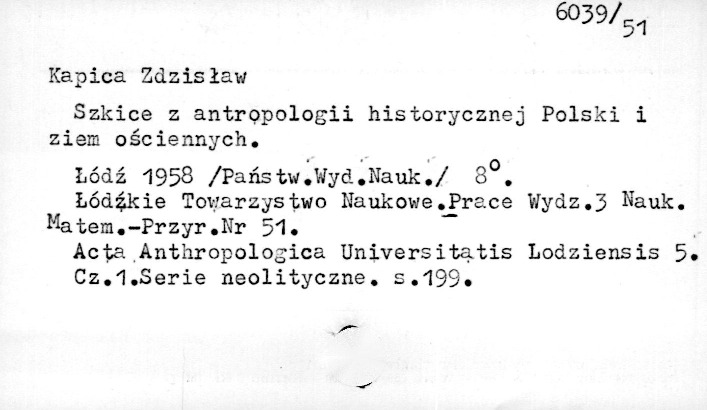 6039/51
Kapica Zdzisław
Szkice z antropologii historycznej Polski i
ziem ościennych.
Łódź 1958 /Państw.Wyd.Nauk./ 8°.
Łódźkie Towarzystwo Naukowe.Prace Wydz.3 Nauk.
Matem.-Przyr.Nr 51.
Acta Anthropologica Universitatis Lodziensis 5.
Cz.1.Serie neolityczne. s.199.